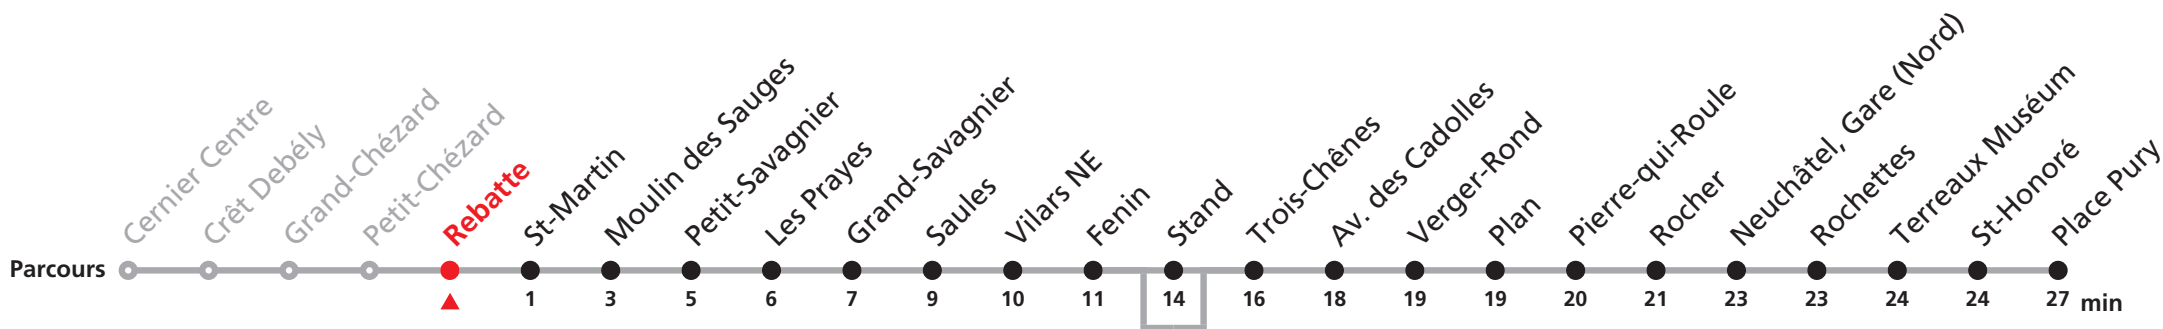 Cernier Centre
Crêt Debély
Grand-Chézard
Petit-Chézard
Rebatte
St-Martin
Moulin des Sauges
Petit-Savagnier
Les Prayes
Grand-Savagnier
Saules
Vilars NE
Fenin
Stand
Trois-Chênes
Av. des Cadolles
Verger-Rond
Plan
Pierre-qui-Roule
Rocher
Neuchâtel, Gare (Nord)
Rochettes
Terreaux Muséum
St-Honoré
Place Pury
Parcours
1 3 5 6 7 9 10 11 14 16 18 19 19 20 21 23 23 24 24 27 min